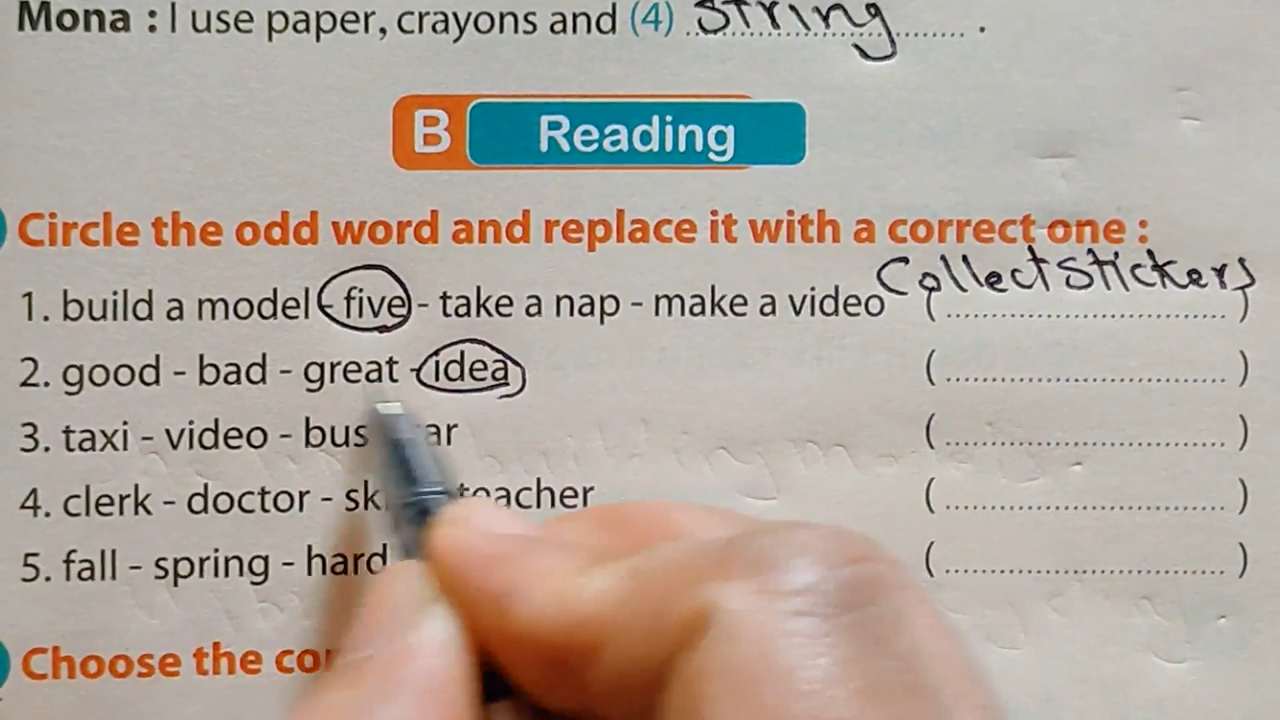 Mona : I use paper, crayons and (4) string .
B Reading
Circle the odd word and replace it with a correct one :
1. build a model - five - take a nap - make a video (Collect stickers)
2. good - bad - great - idea (..............................)
3. taxi - video - bus (..............................)
4. clerk - doctor - teacher (..............................)
5. fall - spring - hard (..............................)
Choose the